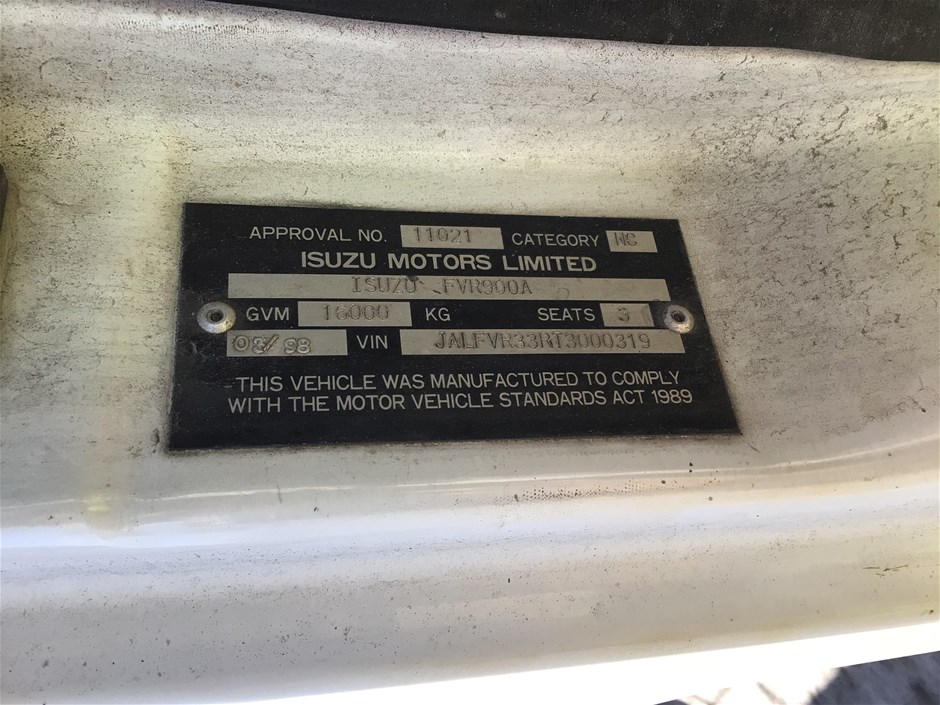 APPROVAL NO. 11021 CATEGORY NC
ISUZU MOTORS LIMITED
ISUZU FVR900A
GVM 16000 KG SEATS 3
08/98 VIN JALFVR33RT3000319
THIS VEHICLE WAS MANUFACTURED TO COMPLY
WITH THE MOTOR VEHICLE STANDARDS ACT 1989